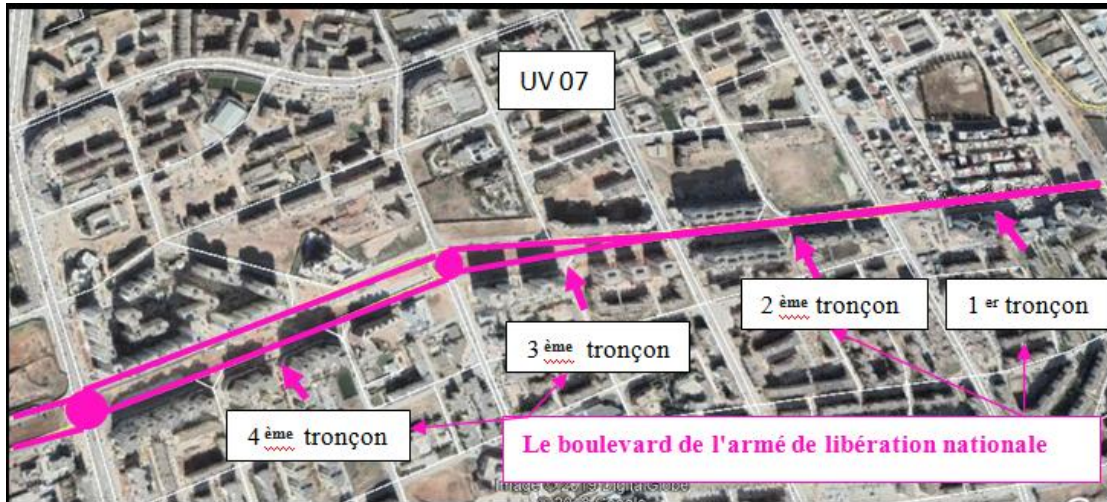 UV 07
1 er tronçon
2 ème tronçon
3 ème tronçon
4 ème tronçon
Le boulevard de l'armé de libération nationale